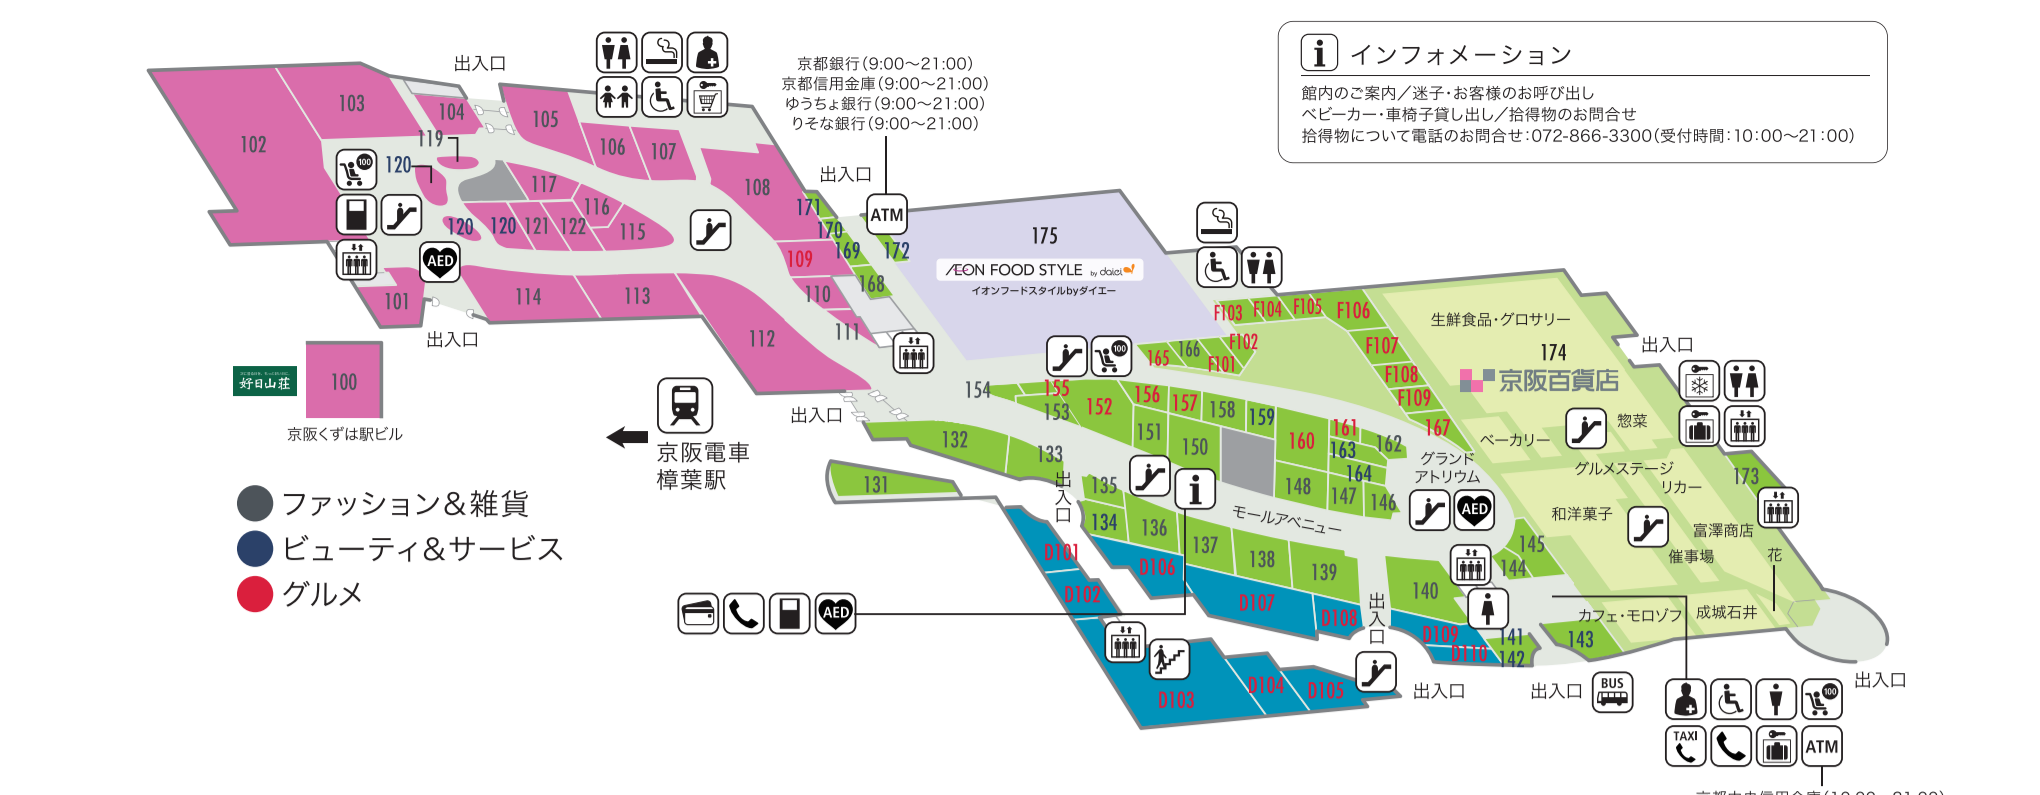 インフォメーション
館内のご案内／迷子・お客様のお呼び出し
ベビーカー・車椅子貸し出し／拾得物のお問合せ
拾得物について電話のお問合せ：072-866-3300（受付時間：10：00〜21：00）
出入口
京都銀行（9:00〜21:00）
京都信用金庫（9:00〜21:00）
ゆうちょ銀行（9:00〜21:00）
りそな銀行（9:00〜21:00）
出入口
ATM
102
103
104
105
106
107
108
119
120
100
117
116
115
120
120
121
122
AED
101
114
113
112
109
110
111
171
170
169
168
172
出入口
175
ÆON FOOD STYLE by daiei
イオンフードスタイルbyダイエー
好日山荘
100
京阪くずは駅ビル
京阪電車
樟葉駅
出入口
ファッション＆雑貨
ビューティ＆サービス
グルメ
F103
F104
F105
F106
F102
F101
F107
F108
F109
165
166
167
100
154
155
153
152
156
157
158
159
151
150
160
161
162
163
164
148
147
146
132
133
131
出入口
135
134
136
137
138
139
140
モールアベニュー
グランド
アトリウム
AED
145
144
141
142
143
生鮮食品・グロサリー
174
京阪百貨店
出入口
惣菜
ベーカリー
グルメステージ
リカー
173
和洋菓子
富澤商店
催事場
花
カフェ・モロゾフ
成城石井
D101
D102
D103
D104
D105
D106
D107
D108
D109
D110
出入口
AED
出入口
出入口
BUS
出入口
100
TAXI
ATM